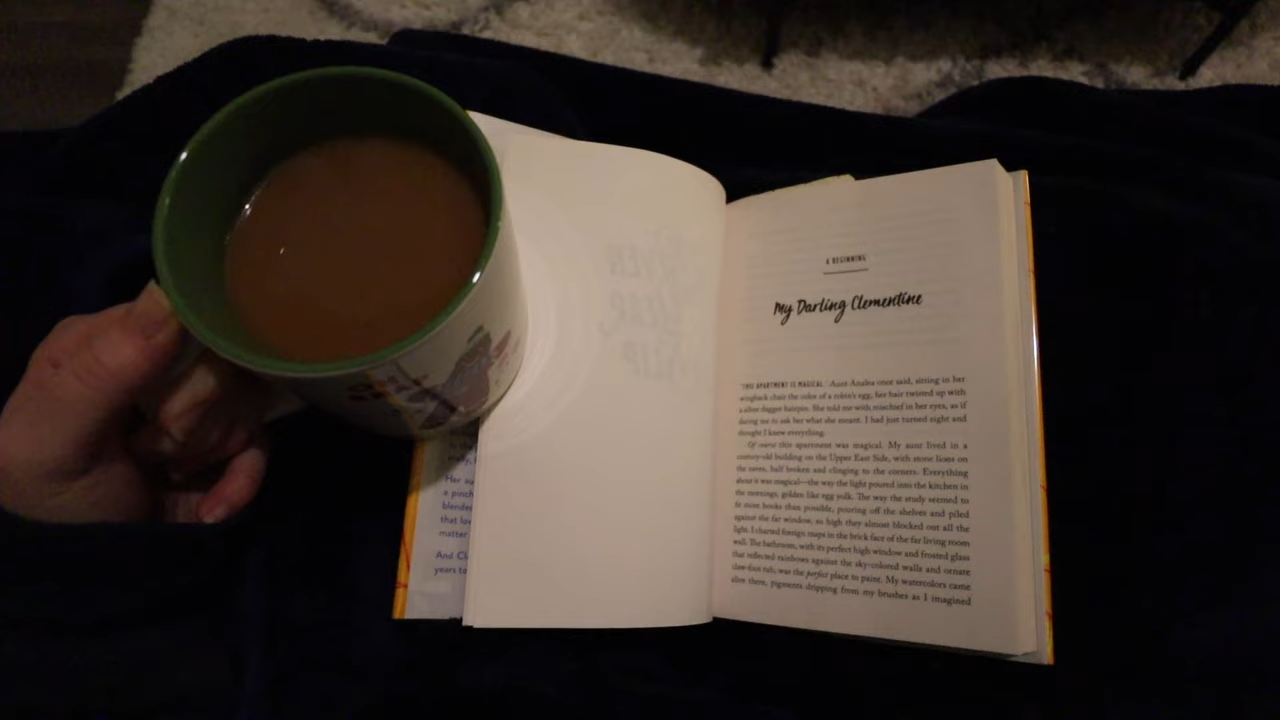 ly,
Her au
a pinch
blende
that lov
matter
And Cl
years to
A BEGINNING
My Darling Clementine
"THIS APARTMENT IS MAGICAL," Aunt Analea once said, sitting in her
wingback chair the color of a robin's egg, her hair twisted up with
a silver dagger hairpin. She told me with mischief in her eyes, as if
daring me to ask her what she meant. I had just turned eight and
thought I knew everything.
Of course this apartment was magical. My aunt lived in a
century-old building on the Upper East Side, with stone lions on
the eaves, half broken and clinging to the corners. Everything
about it was magical—the way the light poured into the kitchen in
the mornings, golden like egg yolk. The way the study seemed to
fit more books than possible, pouring off the shelves and piled
against the far window, so high they almost blocked out all the
light. I charted foreign maps in the brick face of the far living room
wall. The bathroom, with its perfect high window and frosted glass
that reflected rainbows against the sky-colored walls and ornate
claw-foot tub, was the perfect place to paint. My watercolors came
alive there, pigments dripping from my brushes as I imagined